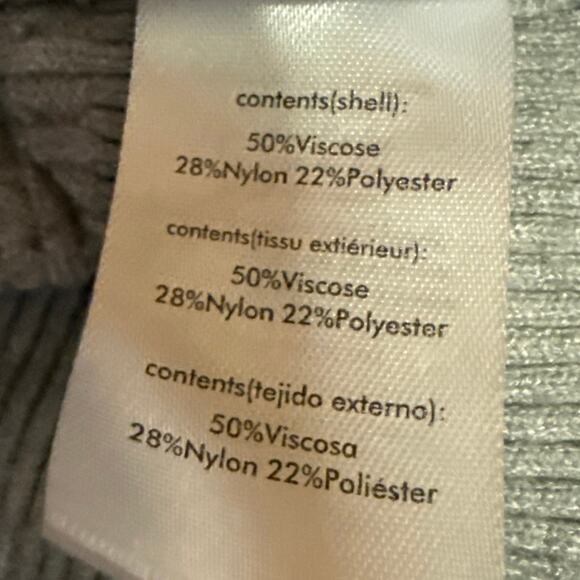 contents(shell):
50%Viscose
28%Nylon 22%Polyester
contents(tissu extiérieur):
50%Viscose
28%Nylon 22%Polyester
contents(tejido externo):
50%Viscosa
28%Nylon 22%Poliéster